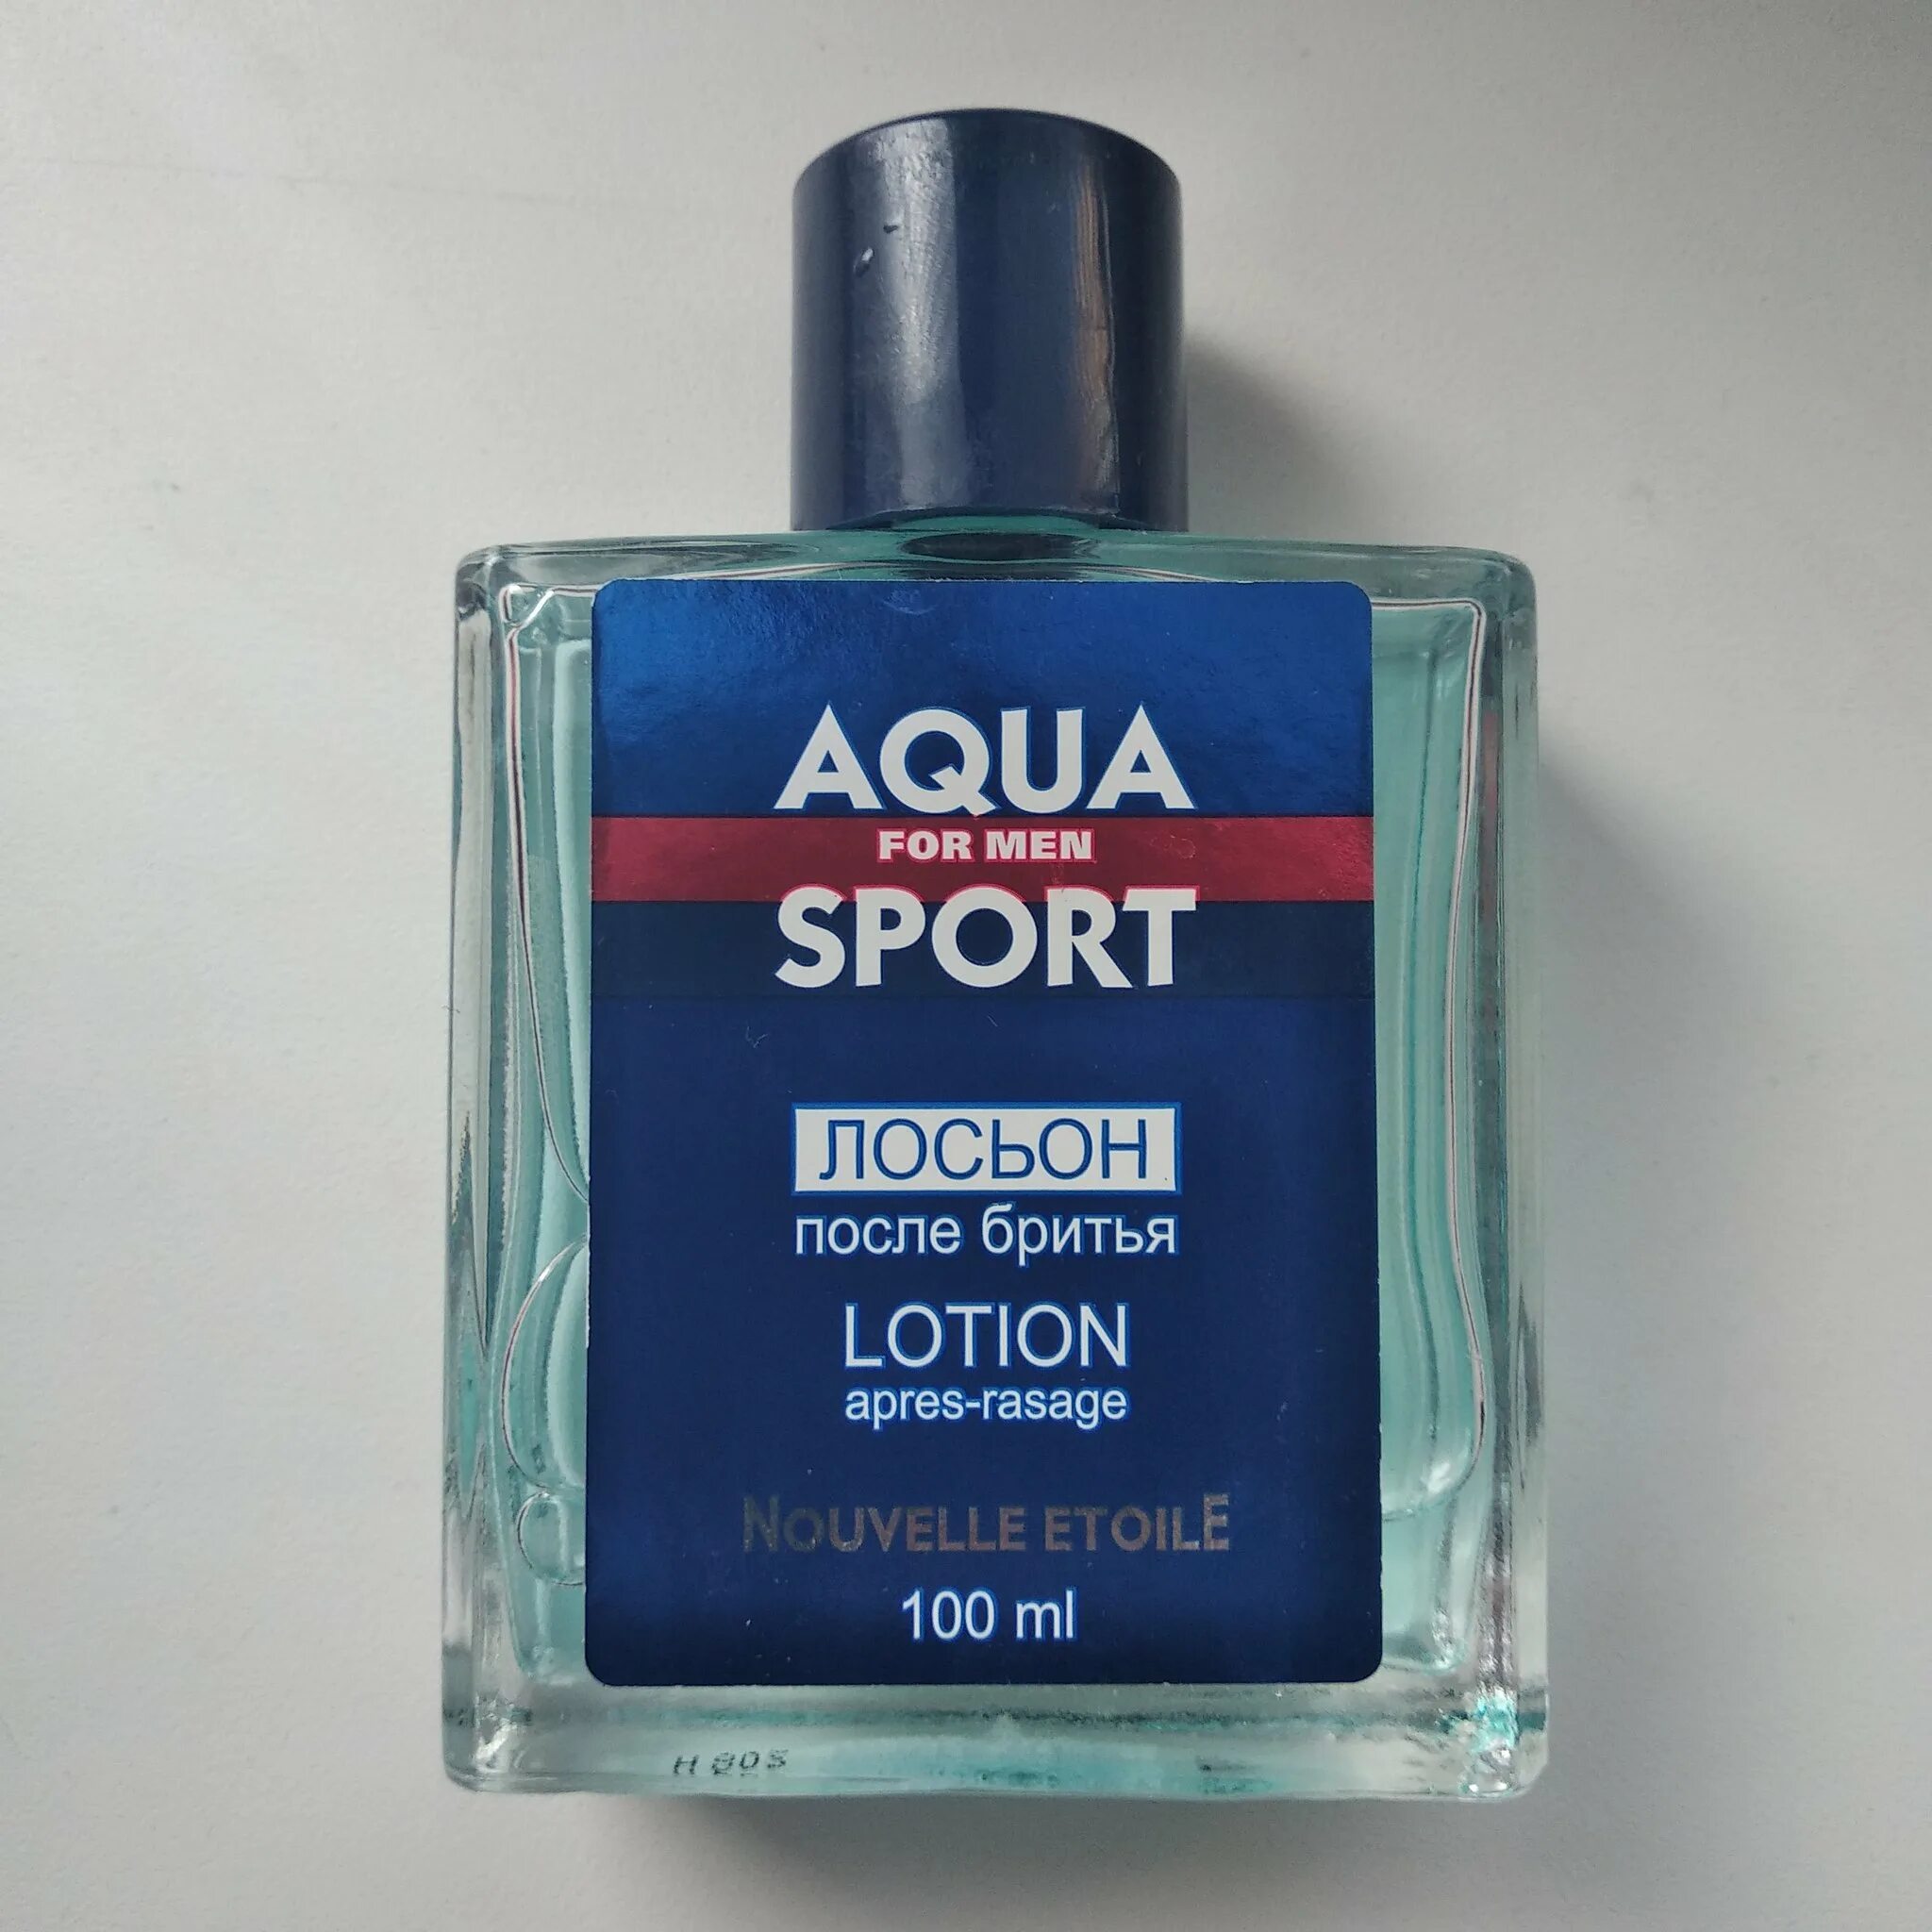 AQUA
FOR MEN
SPORT
ЛОСЬОН
после бритья
LOTION
apres-rasage
NOUVELLE ETOILE
100 ml